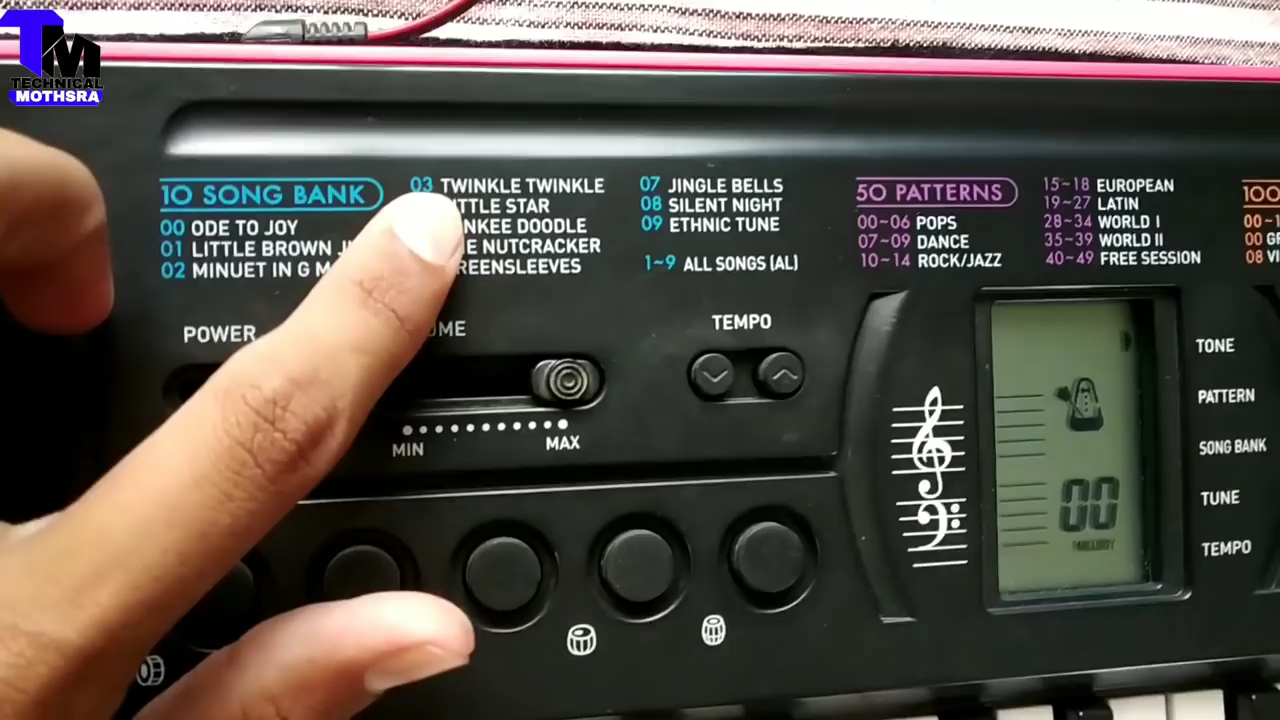 TM
TECHNICAL
MOTHSRA
10 SONG BANK
00 ODE TO JOY
01 LITTLE BROWN
02 MINUET IN G
03 TWINKLE TWINKLE
STAR
DOODLE
NUTCRACKER
07 JINGLE BELLS
08 SILENT NIGHT
09 ETHNIC TUNE
1~9 ALL SONGS (AL)
50 PATTERNS
00~06 POPS
07~09 DANCE
10~14 ROCK/JAZZ
15~18 EUROPEAN
19~27 LATIN
28~34 WORLD I
35~39 WORLD II
40~49 FREE SESSION
POWER
MIN
MAX
TEMPO
00
TONE
PATTERN
SONG BANK
TUNE
TEMPO